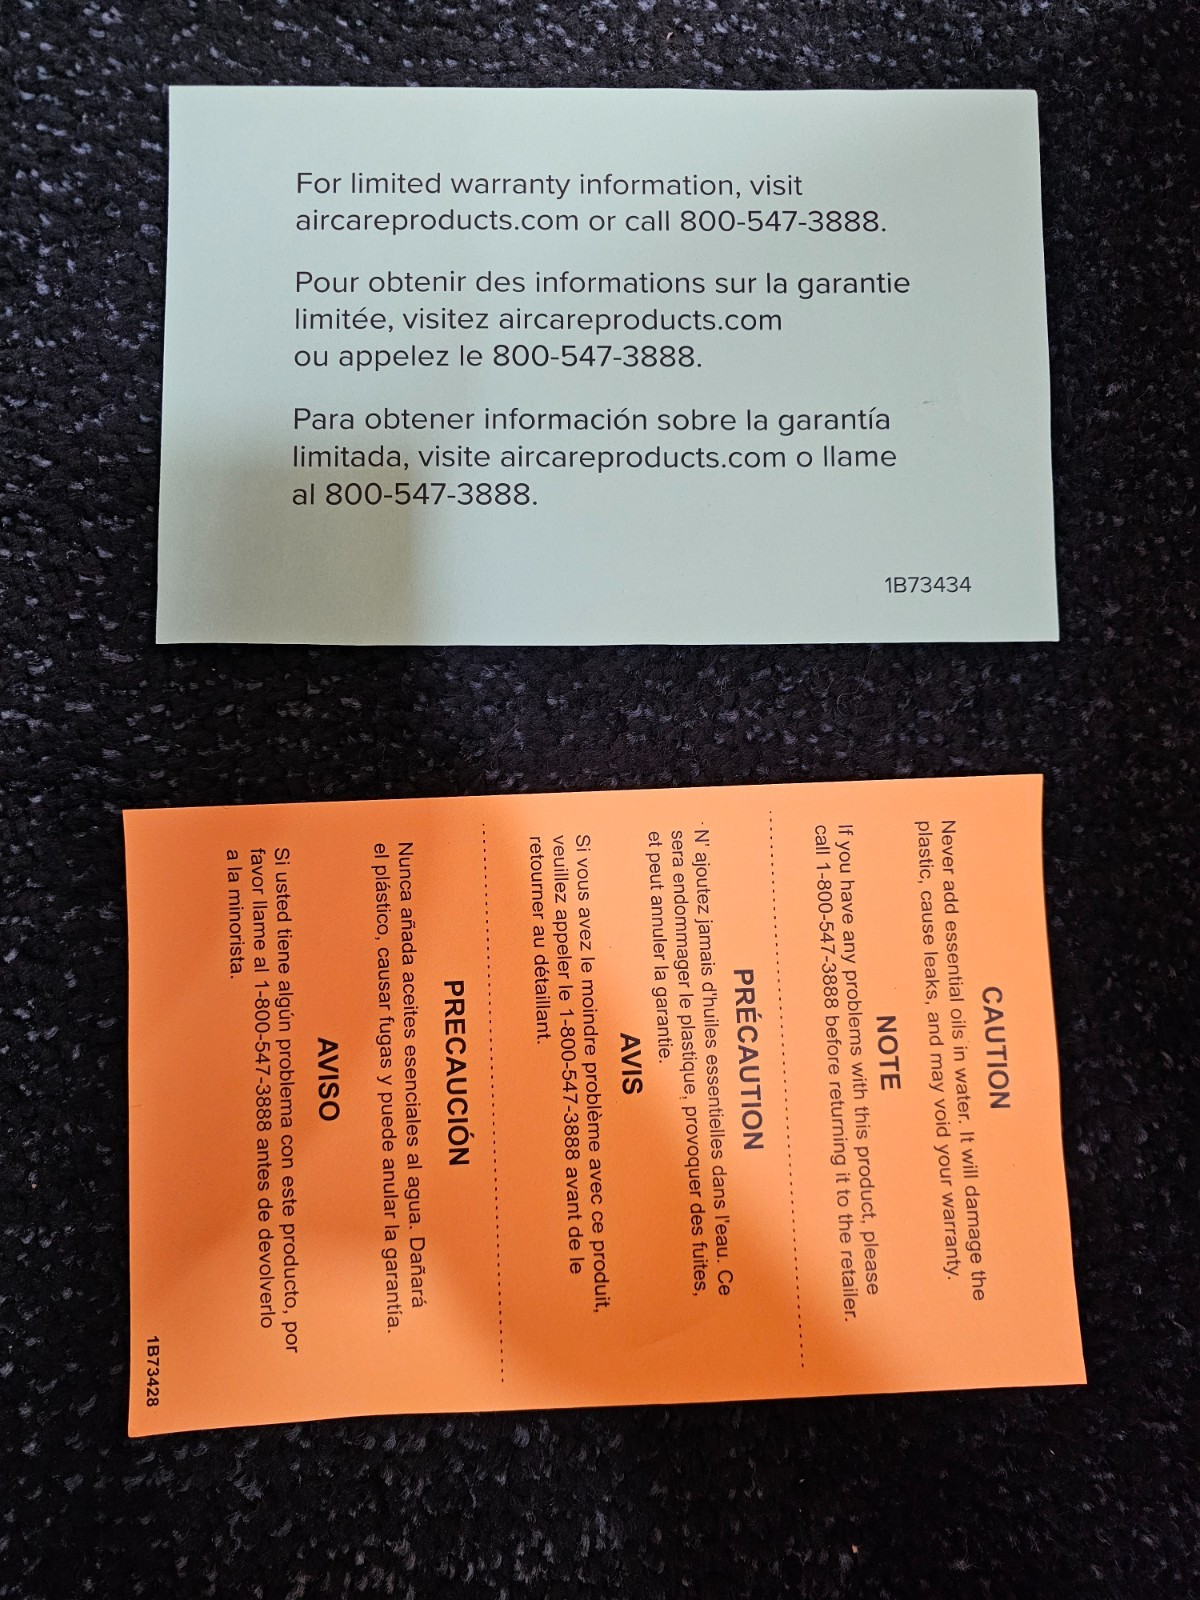 For limited warranty information, visit
aircareproducts.com or call 800-547-3888.
Pour obtenir des informations sur la garantie
limitée, visitez aircareproducts.com
ou appelez le 800-547-3888.
Para obtener información sobre la garantía
limitada, visite aircareproducts.com o llame
al 800-547-3888.
1B73434
CAUTION
Never add essential oils in water. It will damage the
plastic, cause leaks, and may void your warranty.
NOTE
If you have any problems with this product, please
call 1-800-547-3888 before returning it to the retailer.
PRÉCAUTION
N' ajoutez jamais d'huiles essentielles dans l'eau. Ce
sera endommager le plastique, provoquer des fuites,
et peut annuler la garantie.
AVIS
Si vous avez le moindre problème avec ce produit,
veuillez appeler le 1-800-547-3888 avant de le
retourner au détaillant.
PRECAUCIÓN
Nunca añada aceites esenciales al agua. Dañará
el plástico, causar fugas y puede anular la garantía.
AVISO
Si usted tiene algún problema con este producto, por
favor llame al 1-800-547-3888 antes de devolverlo
a la minorista.
1B73428